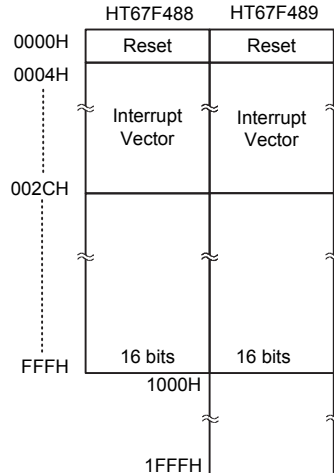 HT67F488 HT67F489
0000H Reset Reset
0004H
Interrupt Interrupt
Vector Vector
002CH
16 bits 16 bits
FFFH
1000H
1FFFH